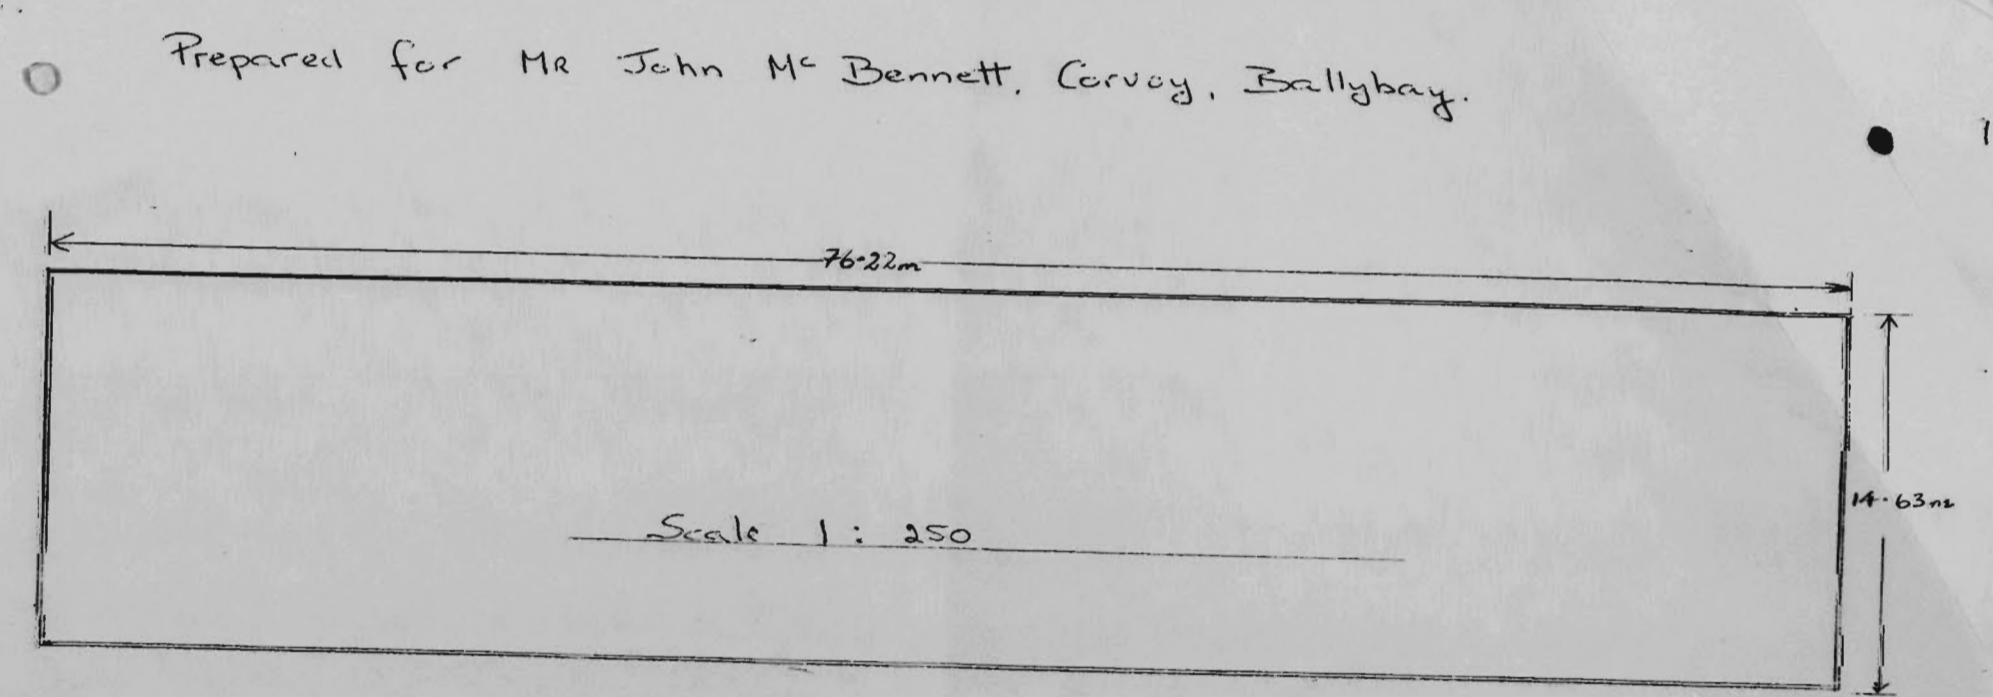 Prepared for MR John Mc Bennett, Corvoy, Ballybay.
76.22m
14.63m
Scale 1 : 250